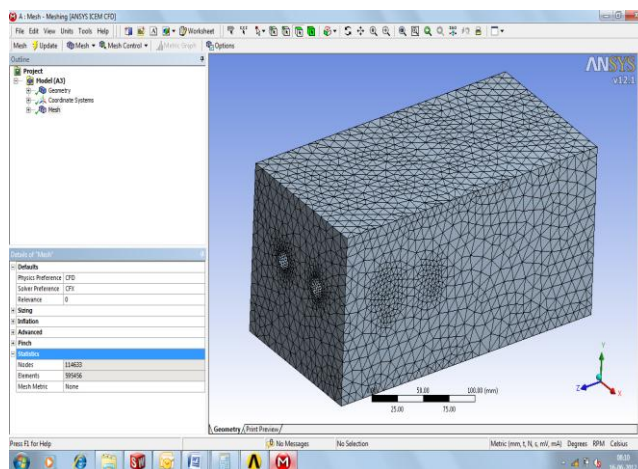 A : Mesh - Meshing [ANSYS ICEM CFD]
File Edit View Units Tools Help Worksheet
Mesh Update Mesh Mesh Control Metric Graph Options
Outline
Project
Model (A3)
Geometry
Coordinate Systems
Mesh
ANSYS
v12.1
Details of "Mesh"
Defaults
Physics Preference CFD
Solver Preference CFX
Relevance 0
Sizing
Inflation
Advanced
Pinch
Statistics
Nodes 114633
Elements 595456
Mesh Metric None
0.00 50.00 100.00 (mm)
25.00 75.00
Y
Z X
Geometry Print Preview
Press F1 for Help No Messages No Selection Metric (mm, t, N, s, mV, mA) Degrees RPM Celsius